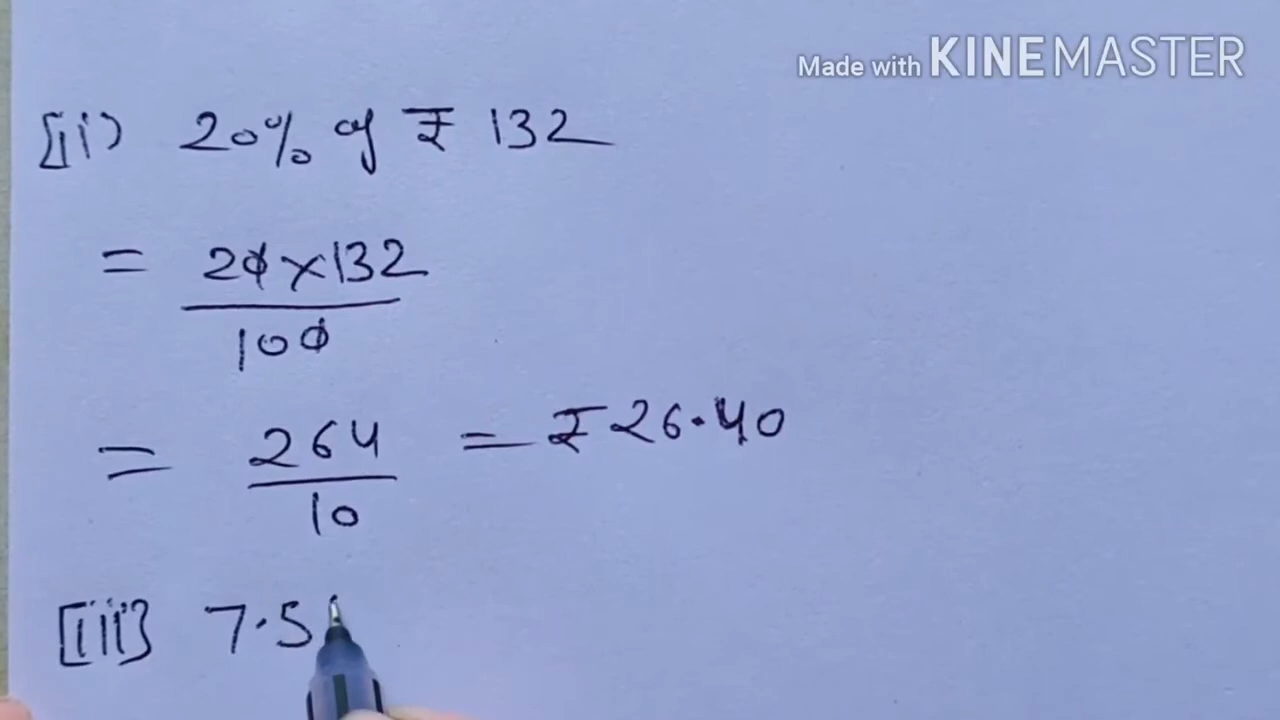 Made with KINEMASTER
[ii) 20% of ₹ 132
= 20×132
100
= 264 = ₹26.40
10
[iii] 7.5